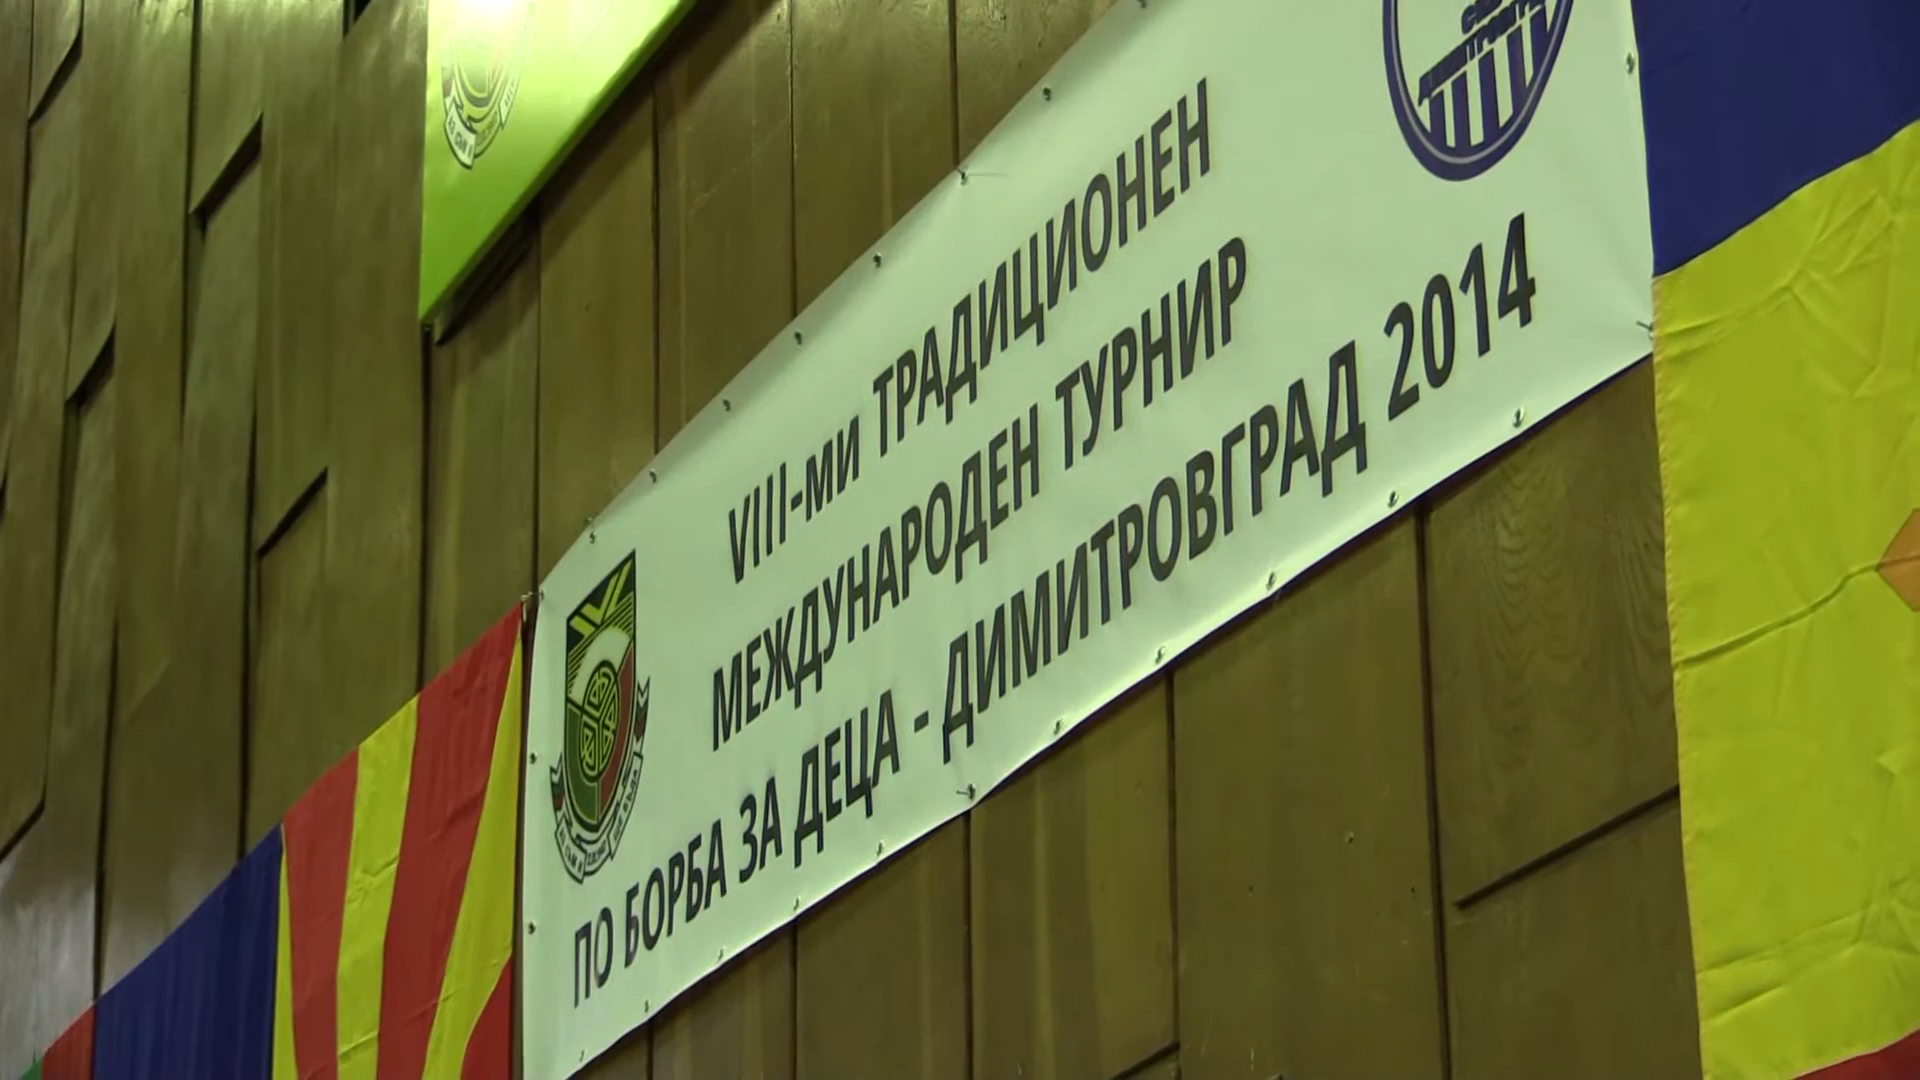 VIII-ми ТРАДИЦИОНЕН
МЕЖДУНАРОДЕН ТУРНИР
ПО БОРБА ЗА ДЕЦА - ДИМИТРОВГРАД 2014